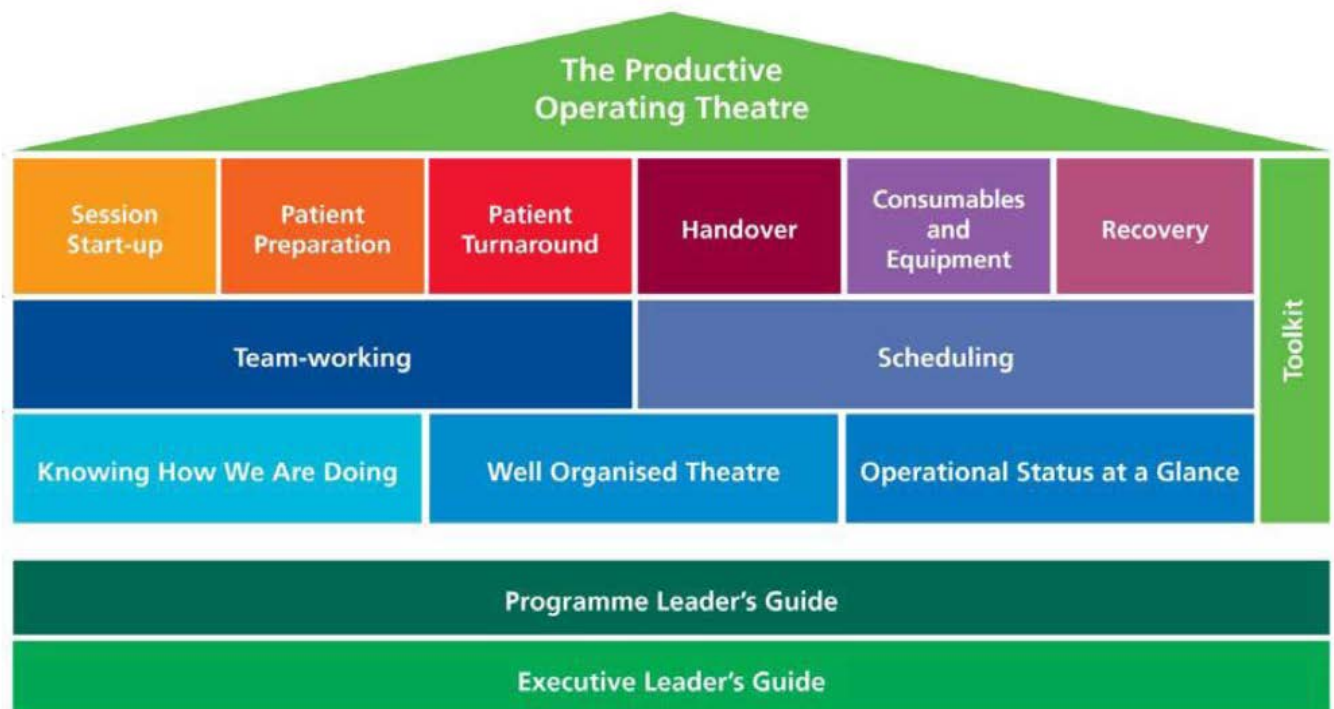 The Productive
Operating Theatre
Session
Start-up
Patient
Preparation
Patient
Turnaround
Handover
Consumables
and
Equipment
Recovery
Toolkit
Team-working
Scheduling
Knowing How We Are Doing
Well Organised Theatre
Operational Status at a Glance
Programme Leader's Guide
Executive Leader's Guide